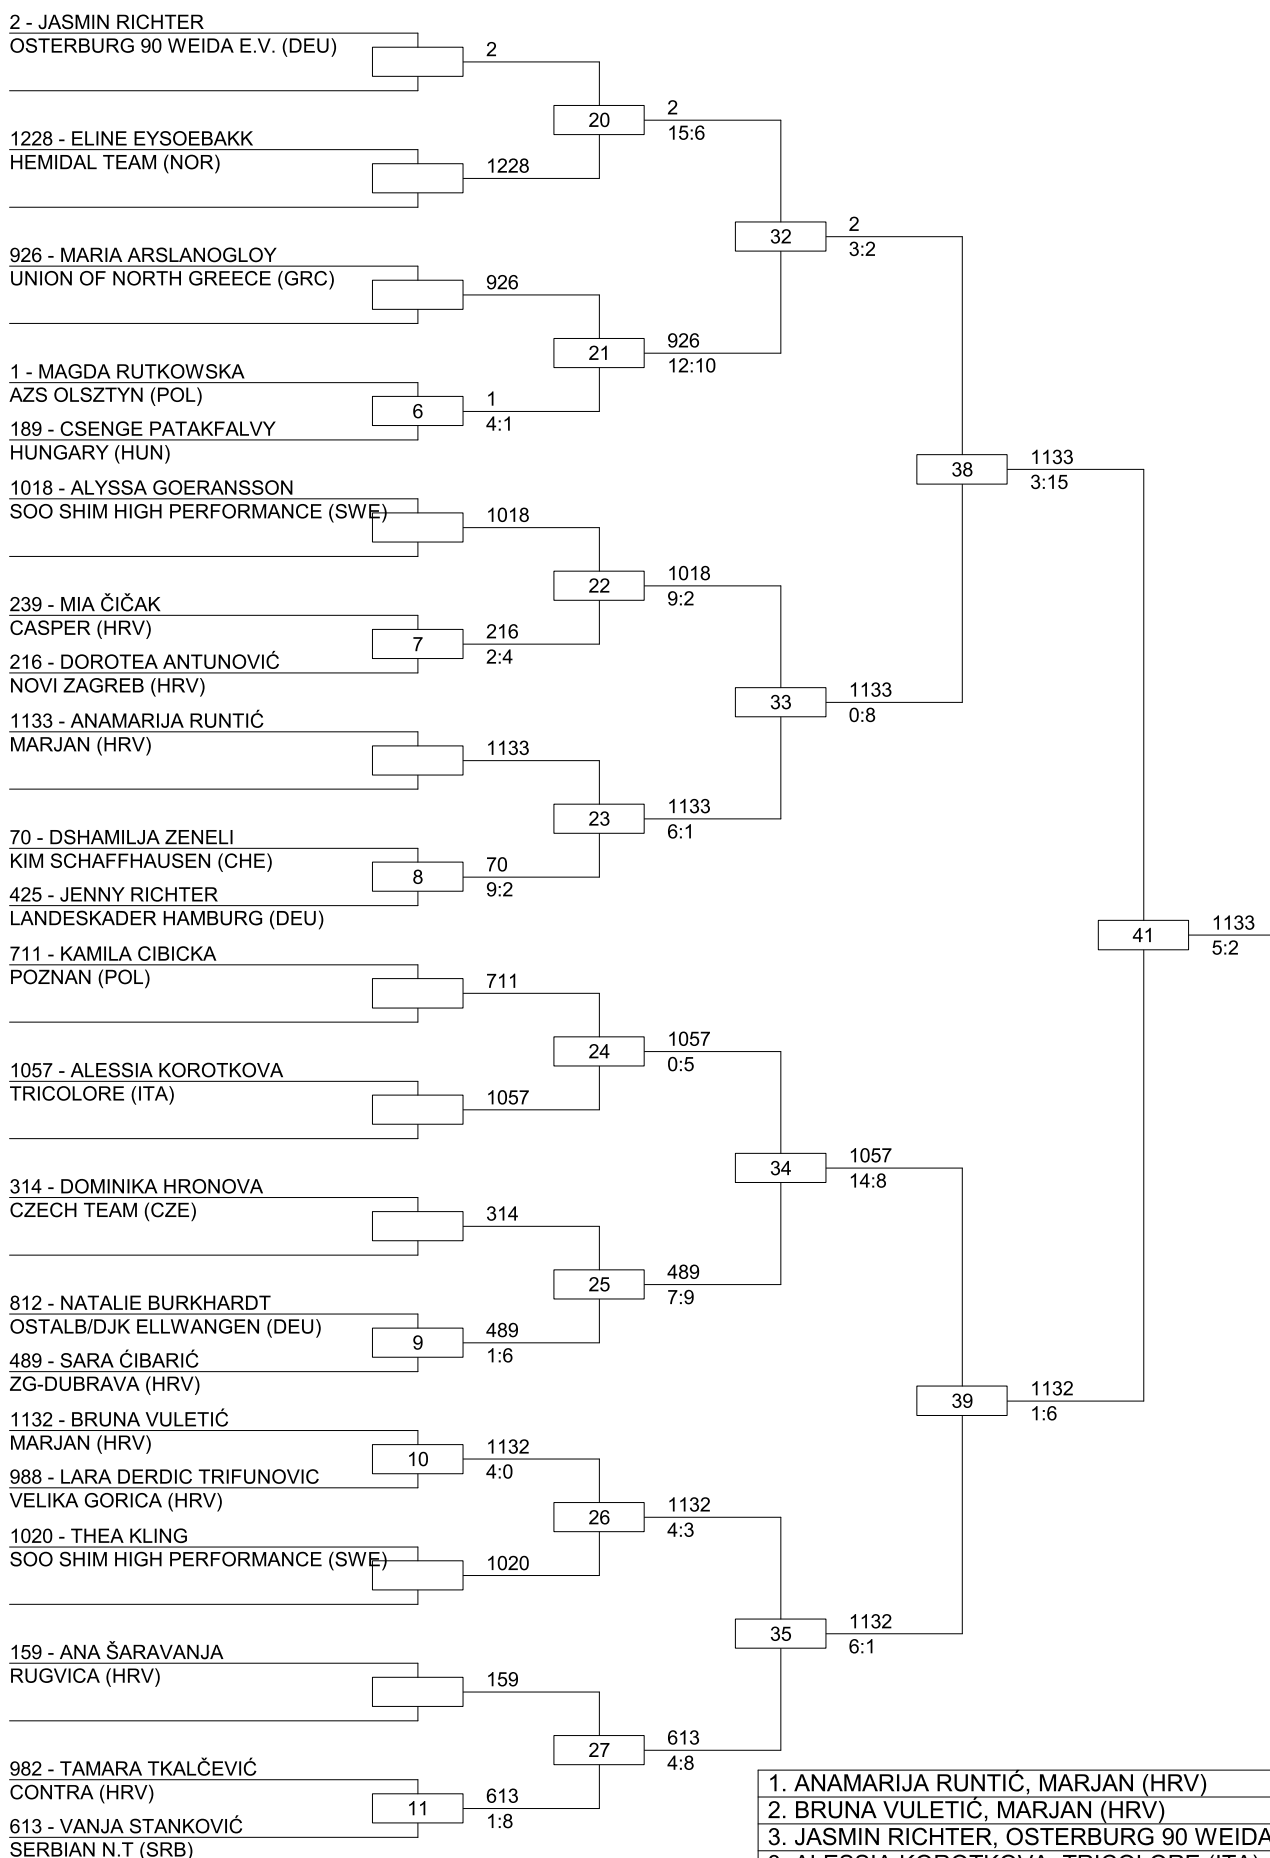 2 - JASMIN RICHTER
OSTERBURG 90 WEIDA E.V. (DEU)
2
20
2
15:6
1228 - ELINE EYSOEBAKK
HEMIDAL TEAM (NOR)
1228
32
2
3:2
926 - MARIA ARSLANOGLOY
UNION OF NORTH GREECE (GRC)
926
21
926
12:10
1 - MAGDA RUTKOWSKA
AZS OLSZTYN (POL)
6
1
4:1
189 - CSENGE PATAKFALVY
HUNGARY (HUN)
38
1133
3:15
1018 - ALYSSA GOERANSSON
SOO SHIM HIGH PERFORMANCE (SWE)
1018
22
1018
9:2
239 - MIA ČIČAK
CASPER (HRV)
7
216
2:4
216 - DOROTEA ANTUNOVIĆ
NOVI ZAGREB (HRV)
33
1133
0:8
1133 - ANAMARIJA RUNTIĆ
MARJAN (HRV)
1133
23
1133
6:1
70 - DSHAMILJA ZENELI
KIM SCHAFFHAUSEN (CHE)
8
70
9:2
425 - JENNY RICHTER
LANDESKADER HAMBURG (DEU)
41
1133
5:2
711 - KAMILA CIBICKA
POZNAN (POL)
711
24
1057
0:5
1057 - ALESSIA KOROTKOVA
TRICOLORE (ITA)
1057
34
1057
14:8
314 - DOMINIKA HRONOVA
CZECH TEAM (CZE)
314
25
489
7:9
812 - NATALIE BURKHARDT
OSTALB/DJK ELLWANGEN (DEU)
9
489
1:6
489 - SARA ĆIBARIĆ
ZG-DUBRAVA (HRV)
39
1132
1:6
1132 - BRUNA VULETIĆ
MARJAN (HRV)
10
1132
4:0
988 - LARA DERDIC TRIFUNOVIC
VELIKA GORICA (HRV)
26
1132
4:3
1020 - THEA KLING
SOO SHIM HIGH PERFORMANCE (SWE)
1020
35
1132
6:1
159 - ANA ŠARAVANJA
RUGVICA (HRV)
159
27
613
4:8
982 - TAMARA TKALČEVIĆ
CONTRA (HRV)
11
613
1:8
613 - VANJA STANKOVIĆ
SERBIAN N.T (SRB)
1. ANAMARIJA RUNTIĆ, MARJAN (HRV)
2. BRUNA VULETIĆ, MARJAN (HRV)
3. JASMIN RICHTER, OSTERBURG 90 WEIDA
3. ALESSIA KOROTKOVA, TRICOLORE (ITA)